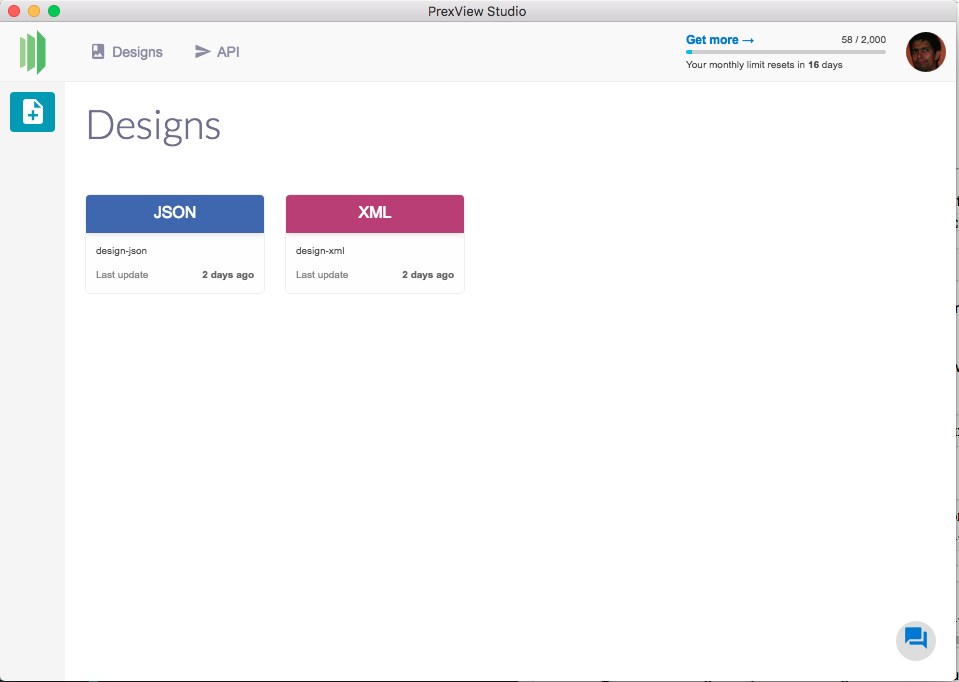 PrexView Studio
Designs
API
Get more →
58 / 2,000
Your monthly limit resets in 16 days
Designs
JSON
design-json
Last update
2 days ago
XML
design-xml
Last update
2 days ago